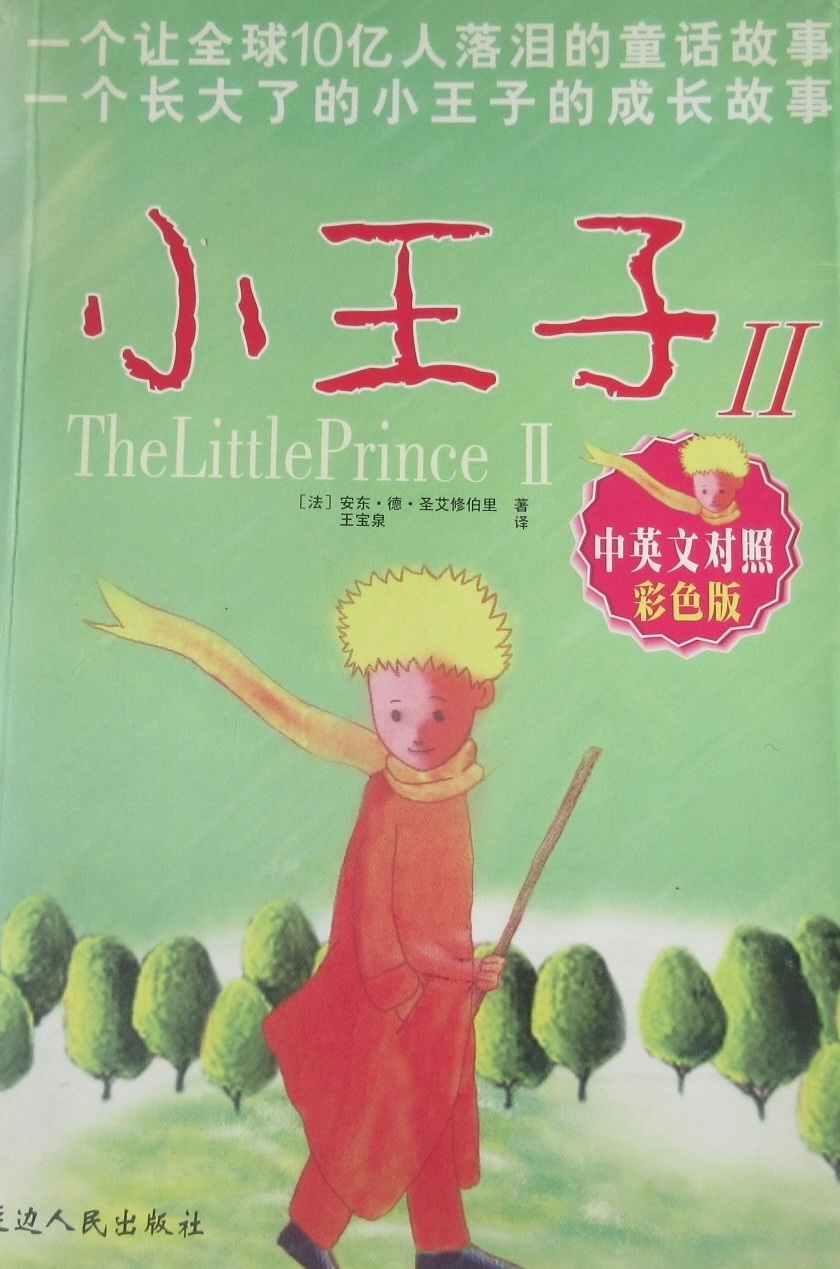 一个让全球10亿人落泪的童话故事
一个长大了的小王子的成长故事
小王子II
TheLittlePrince II
[法]安东·德·圣艾修伯里 著
王宝泉 译
中英文对照
彩色版
边人民出版社